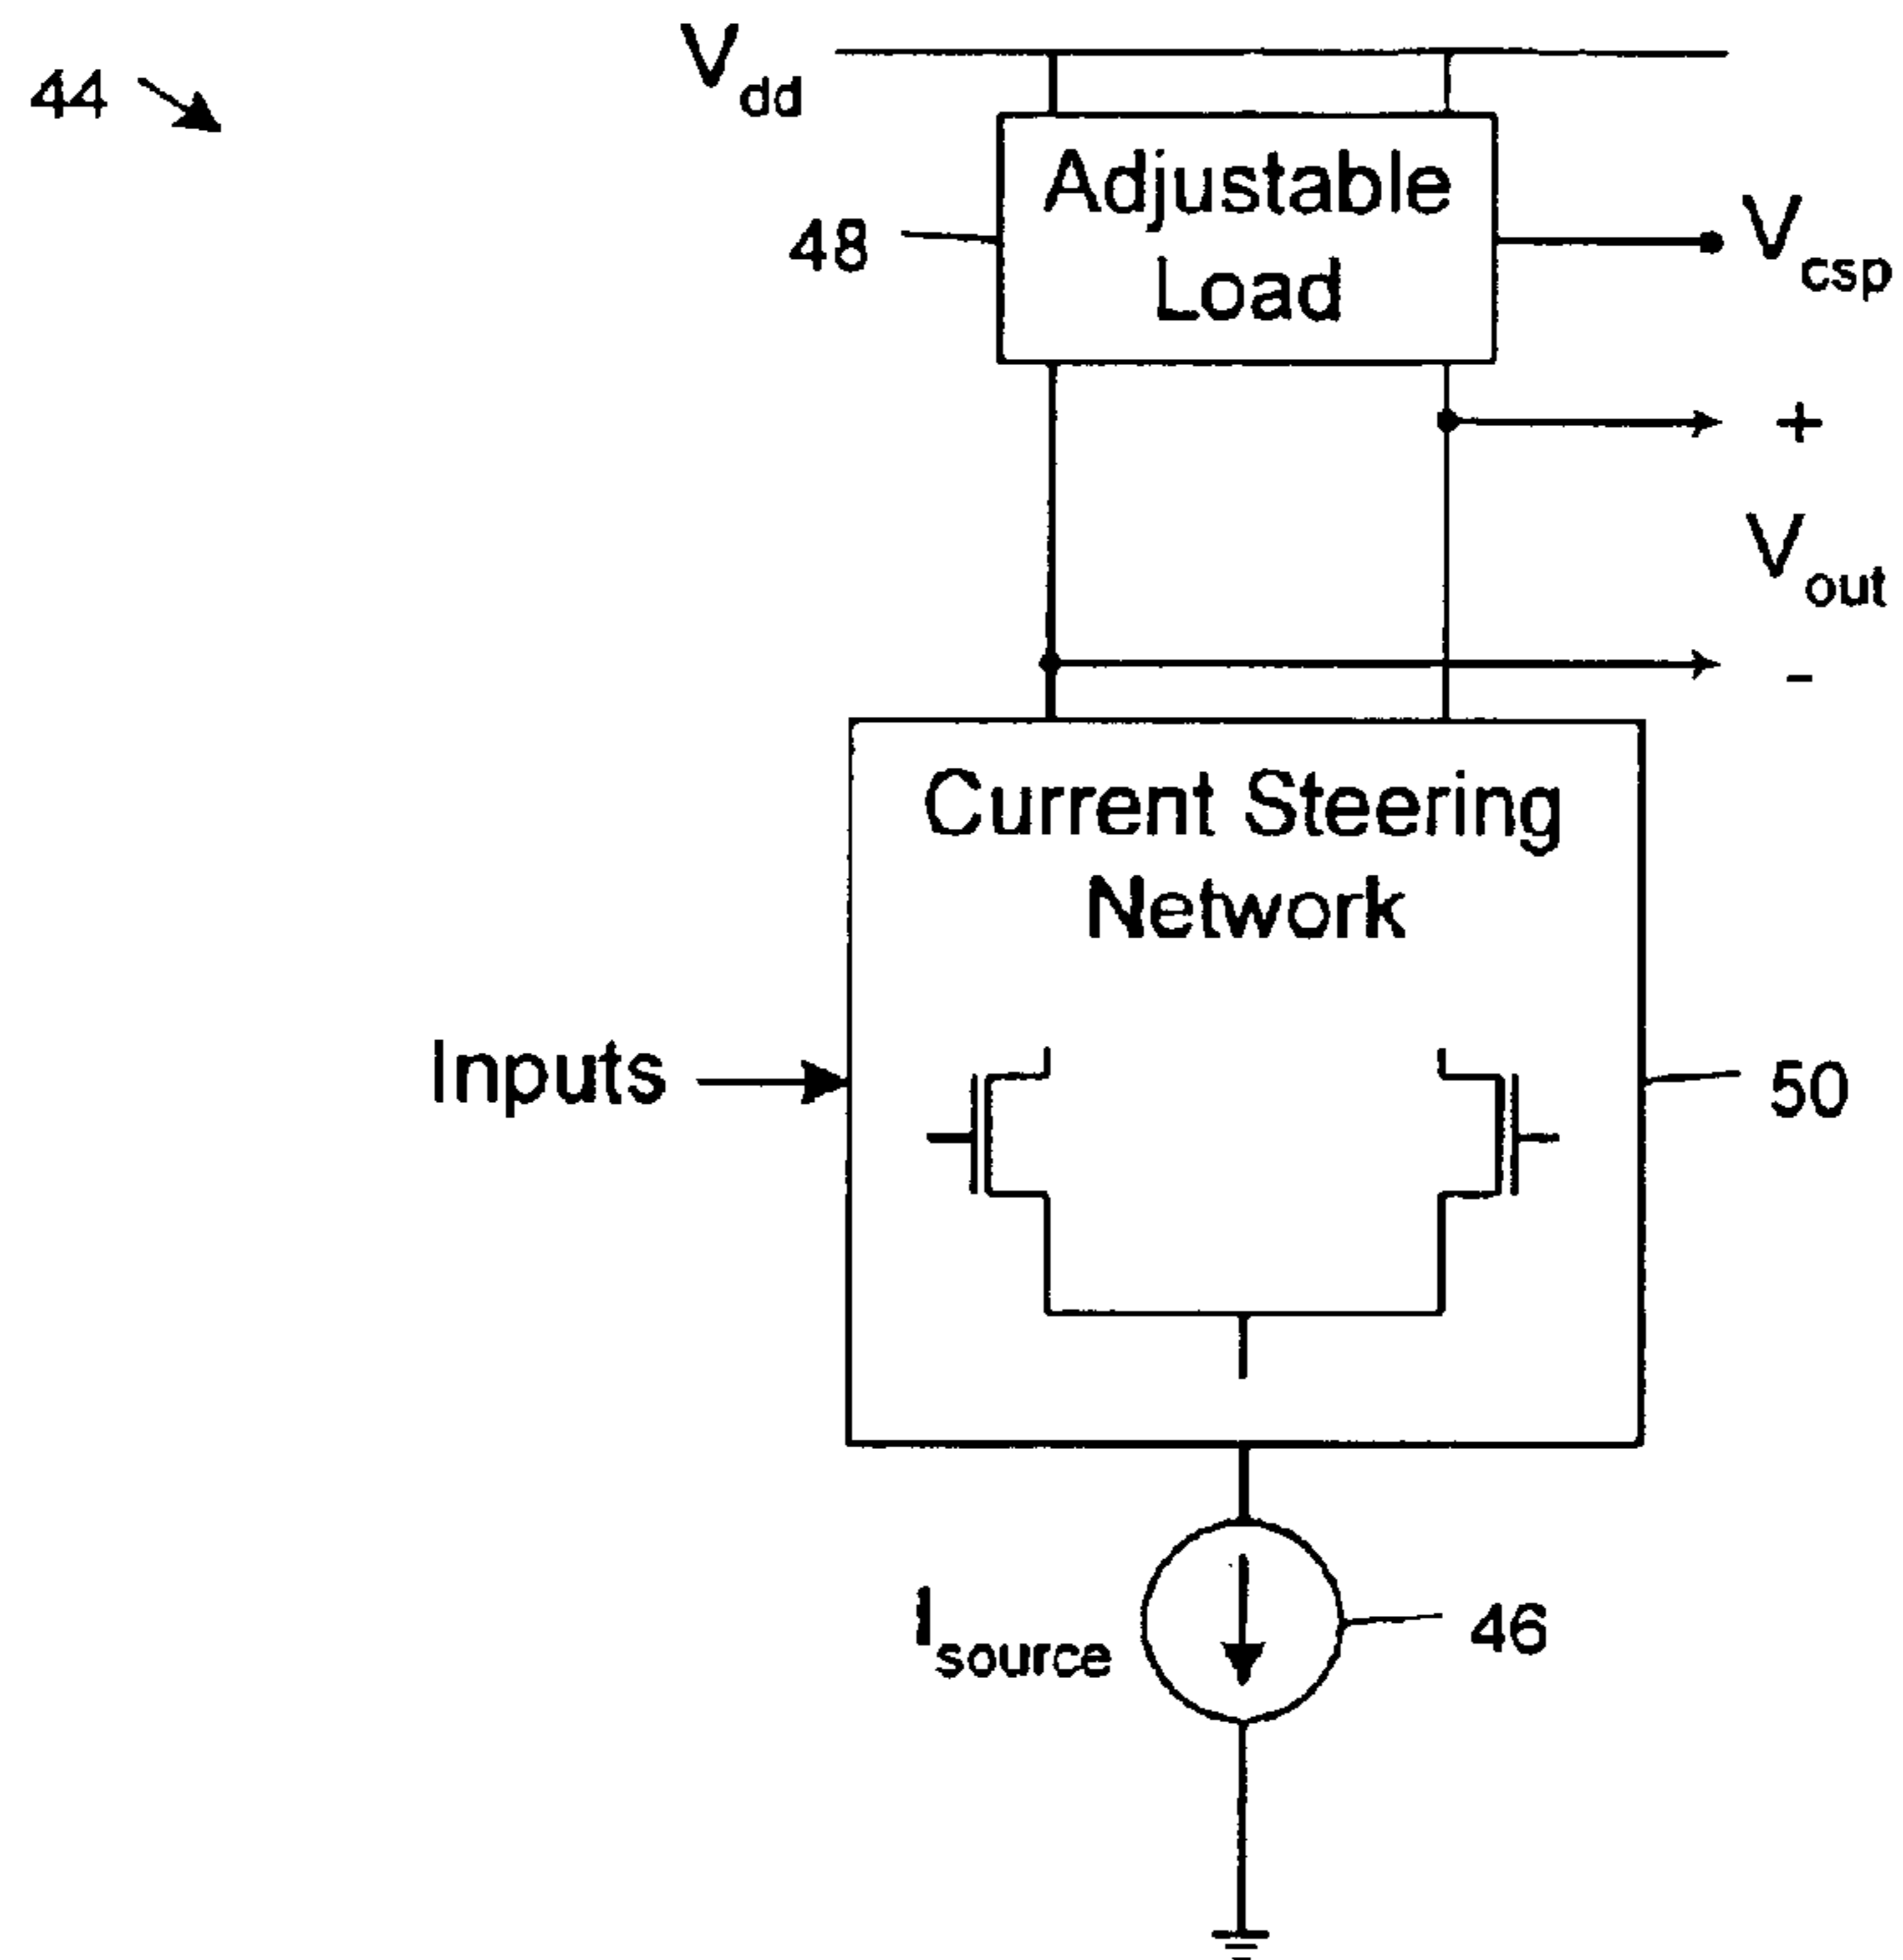 44
Vdd
Adjustable
Load
48
Vcsp
+
Vout
-
Current Steering
Network
Inputs
50
Isource
46